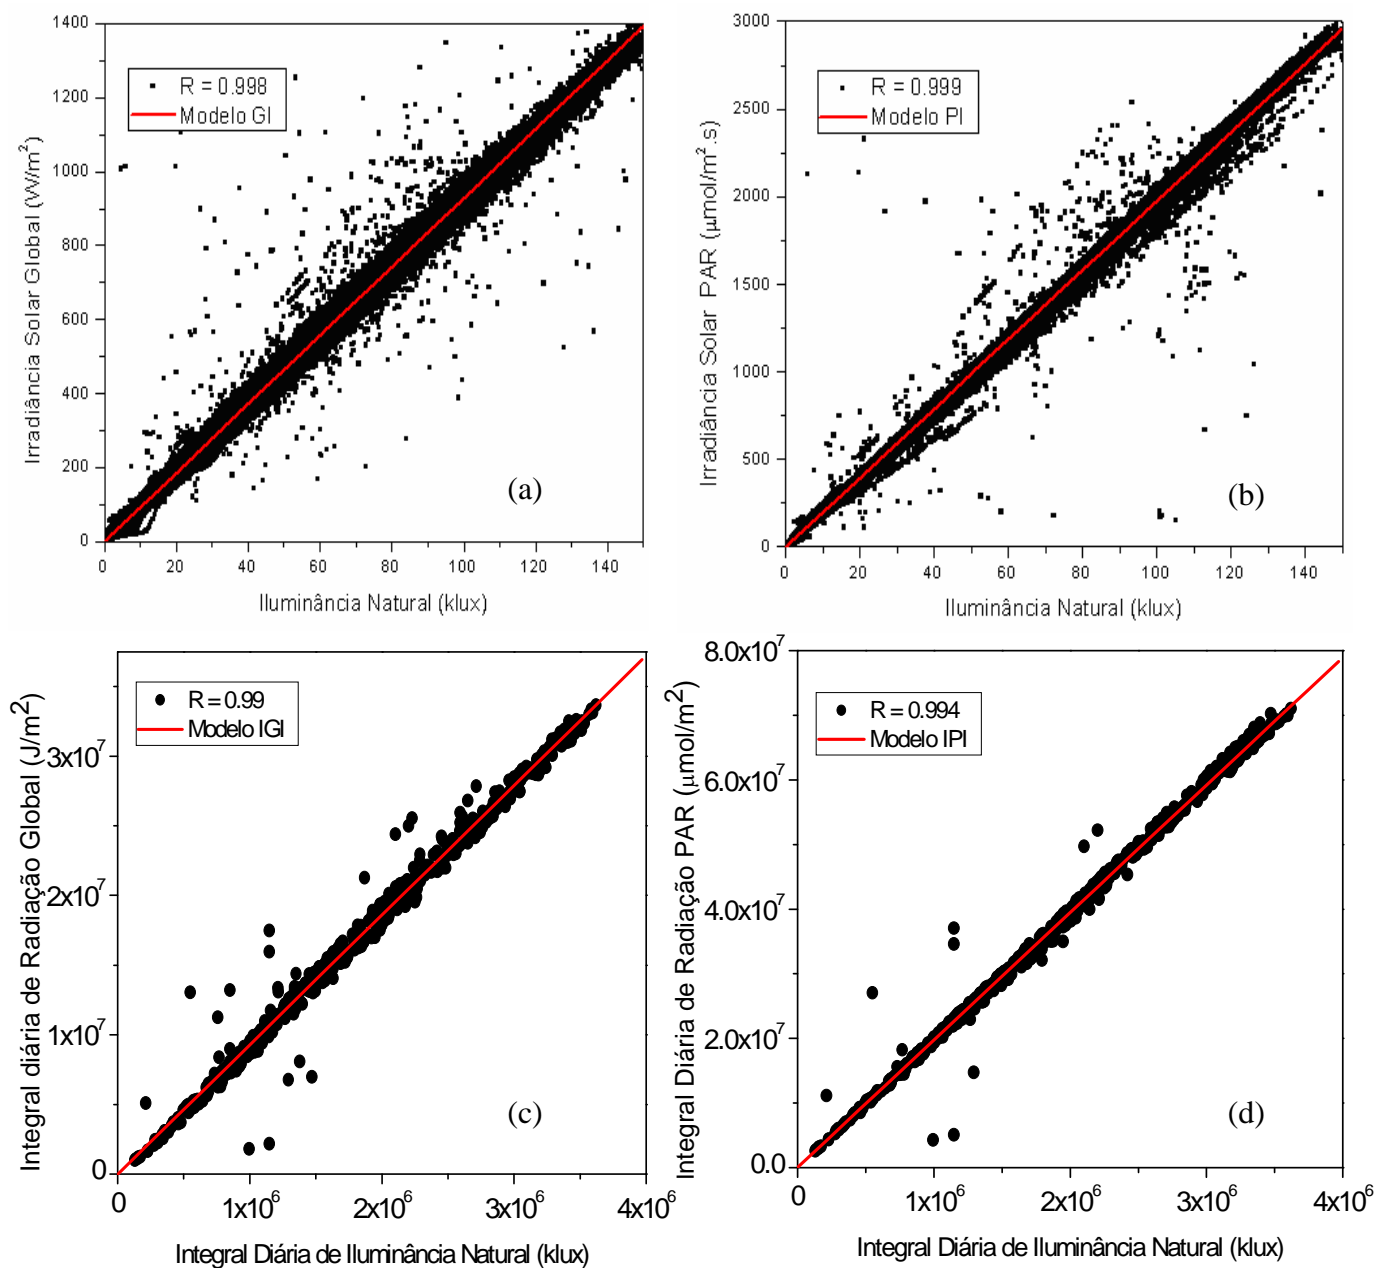 1400
1200
1000
800
600
400
200
0
0 20 40 60 80 100 120 140
Irradiância Solar Global (W/m²)
R = 0.998
Modelo GI
(a)
Iluminância Natural (klux)
3000
2500
2000
1500
1000
500
0
0 20 40 60 80 100 120 140
Irradiância Solar PAR (µmol/m².s)
R = 0.999
Modelo PI
(b)
Iluminância Natural (klux)
3x10⁷
2x10⁷
1x10⁷
0
0 1x10⁶ 2x10⁶ 3x10⁶ 4x10⁶
Integral diária de Radiação Global (J/m²)
R = 0.99
Modelo IGI
(c)
Integral Diária de Iluminância Natural (klux)
8.0x10⁷
6.0x10⁷
4.0x10⁷
2.0x10⁷
0.0
0 1x10⁶ 2x10⁶ 3x10⁶ 4x10⁶
Integral Diária de Radiação PAR (µmol/m²)
R = 0.994
Modelo IPI
(d)
Integral Diária de Iluminância Natural (klux)